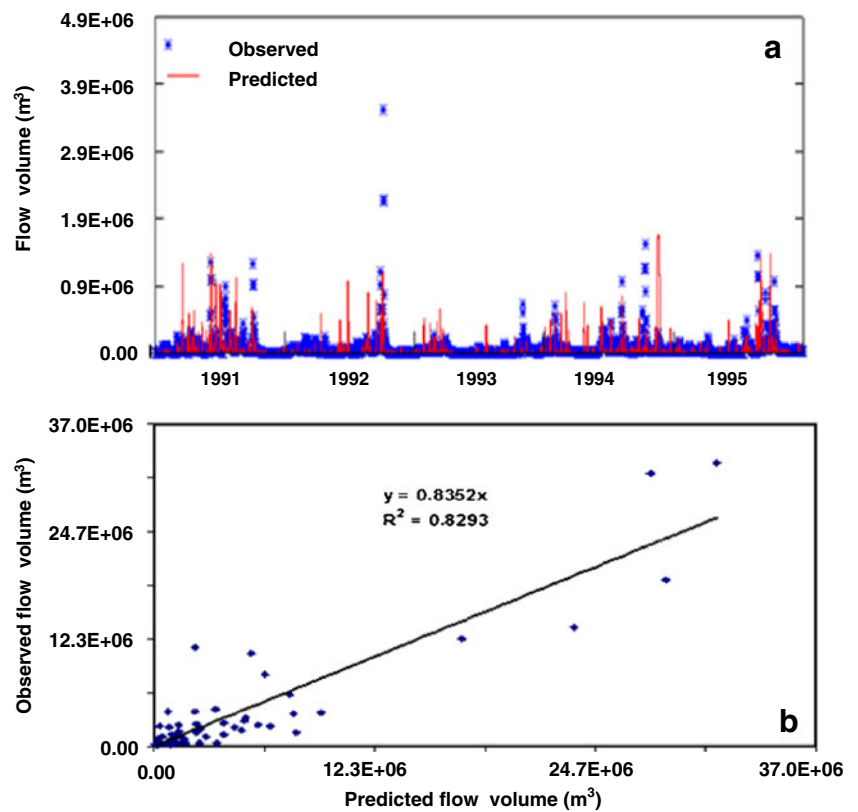 4.9E+06
a
Observed
Predicted
3.9E+06
2.9E+06
1.9E+06
0.9E+06
0.00
Flow volume (m³)
1991 1992 1993 1994 1995
37.0E+06
y = 0.8352x
R² = 0.8293
24.7E+06
12.3E+06
0.00
Observed flow volume (m³)
b
0.00 12.3E+06 24.7E+06 37.0E+06
Predicted flow volume (m³)